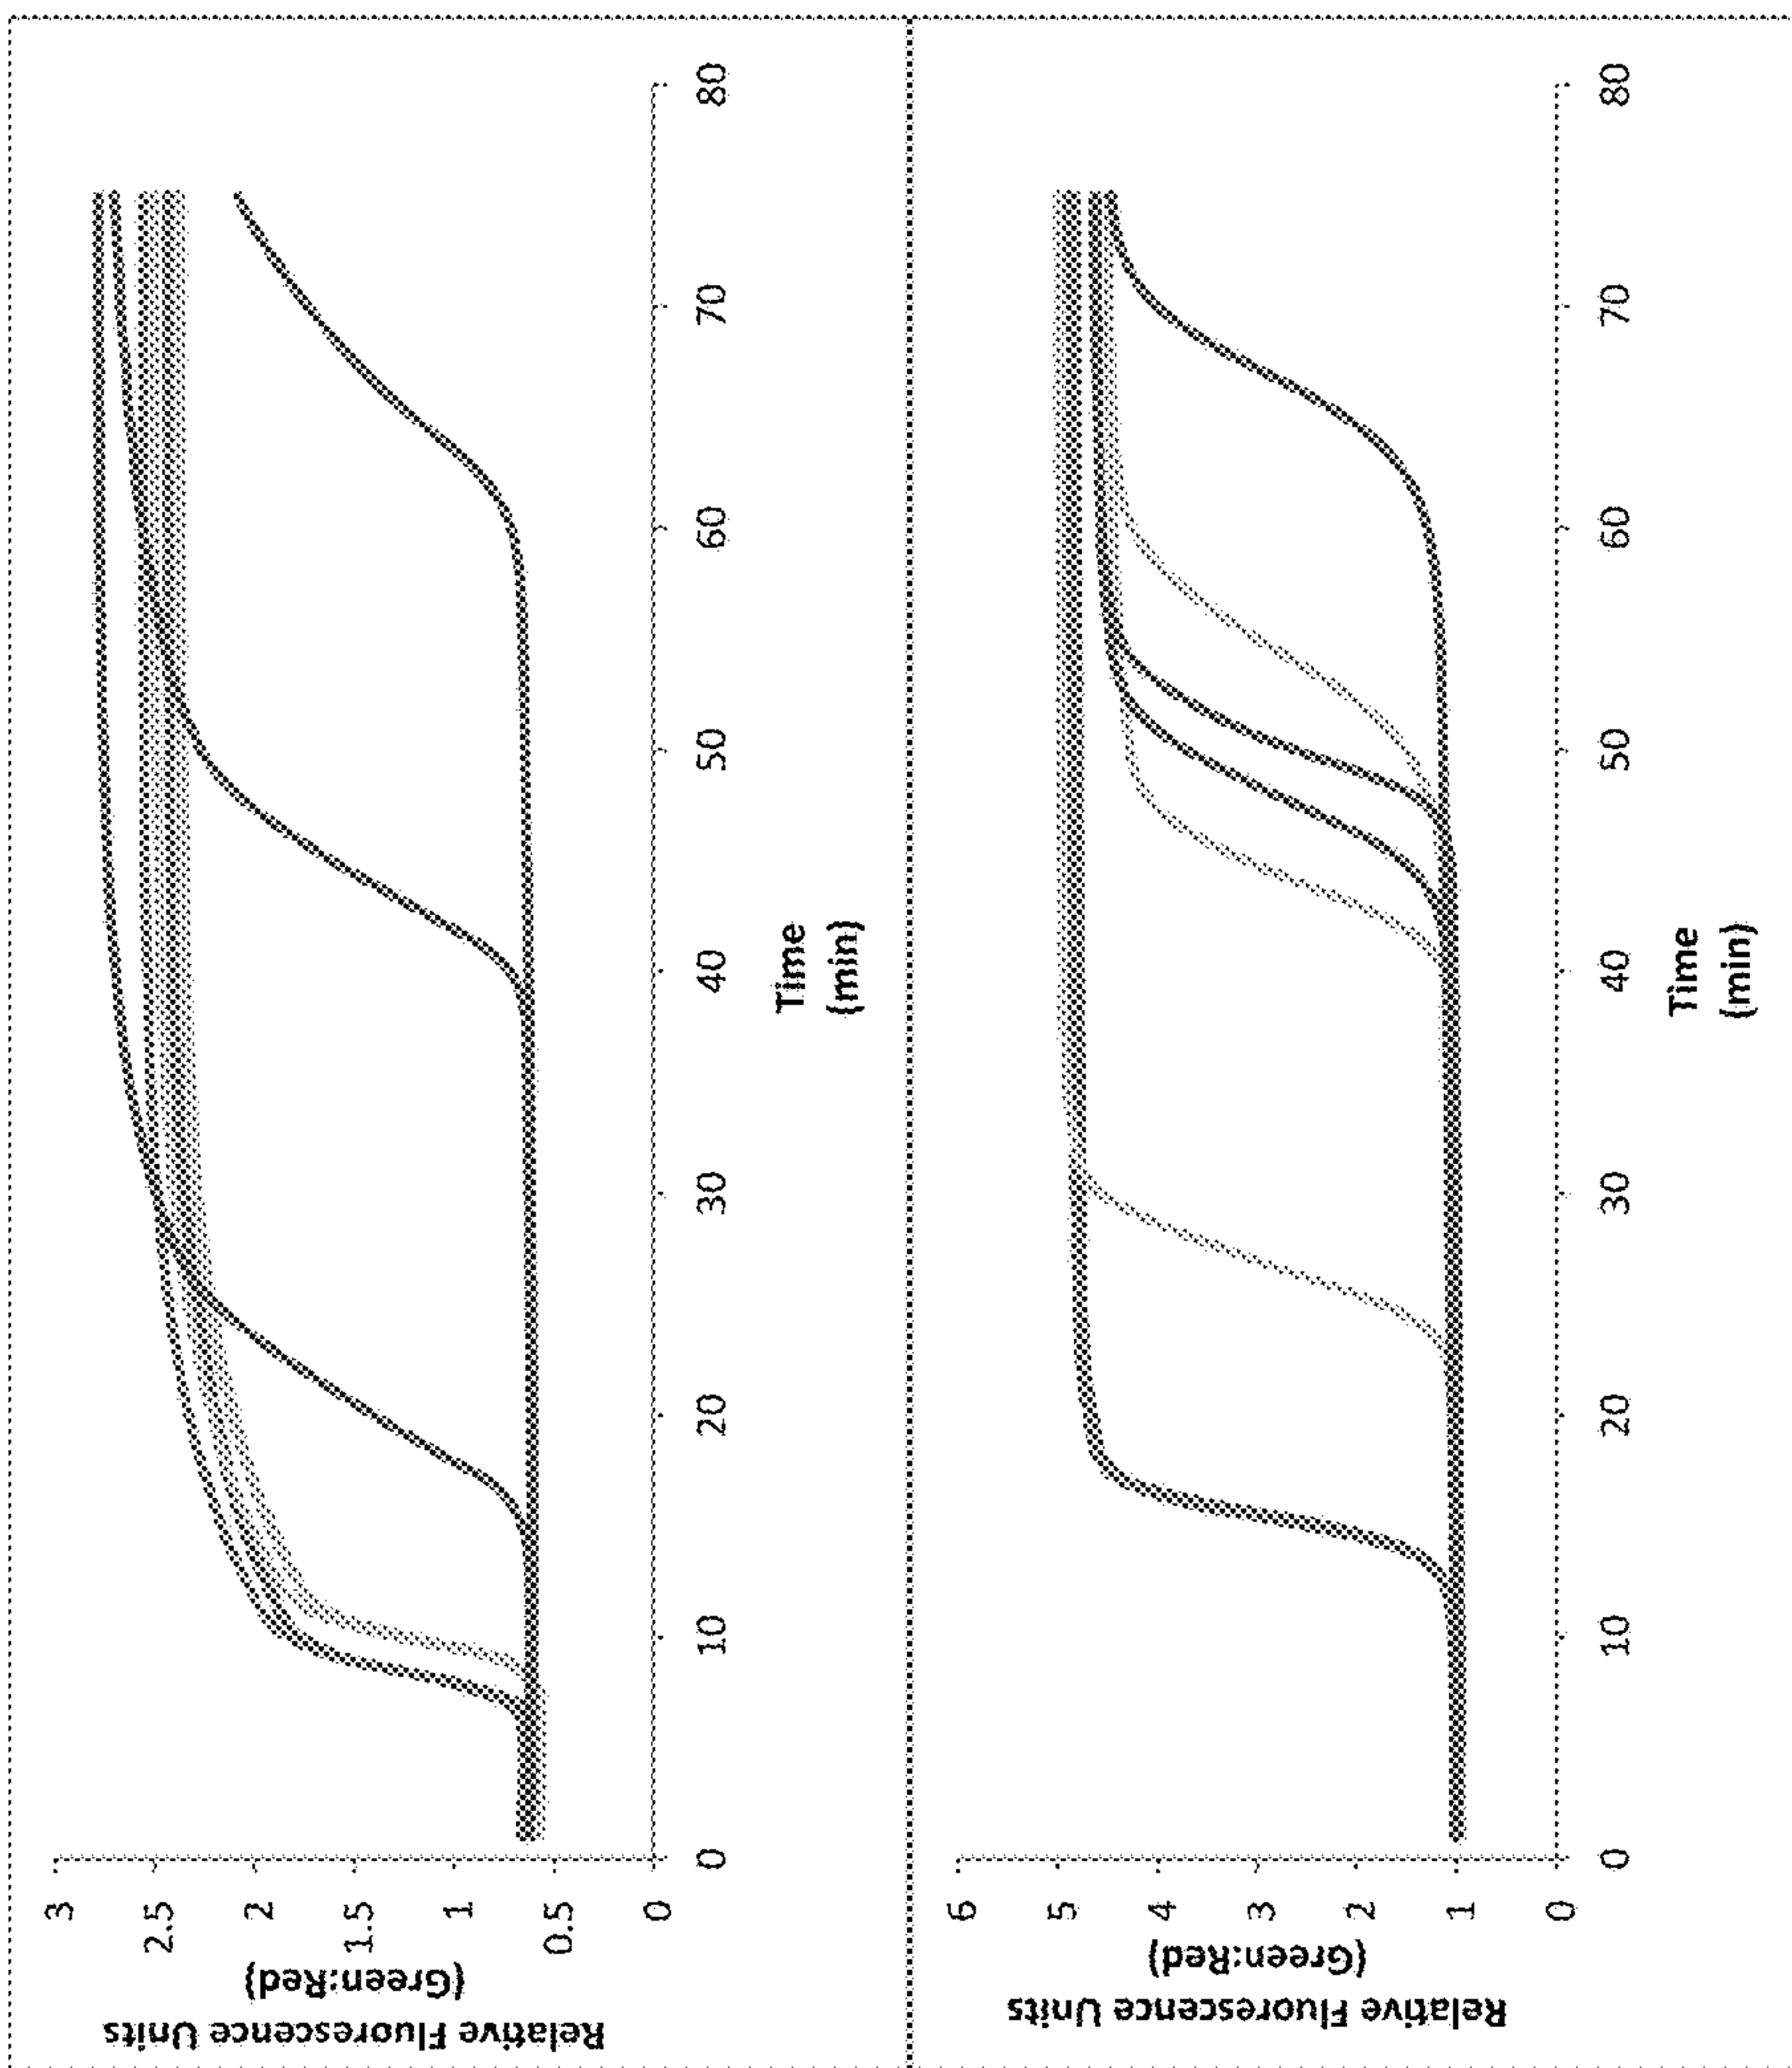 Relative Fluorescence Units
(Green:Red)
3
2.5
2
1.5
1
0.5
0
0 10 20 30 40 50 60 70 80
Time
(min)
Relative Fluorescence Units
(Green:Red)
6
5
4
3
2
1
0
0 10 20 30 40 50 60 70 80
Time
(min)